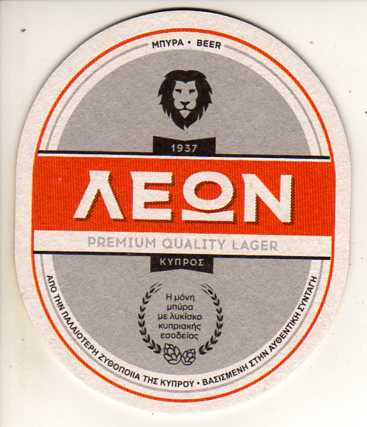 ΜΠΥΡΑ • BEER
1937
ΛΕΩΝ
PREMIUM QUALITY LAGER
ΚΥΠΡΟΣ
Η μόνη
μπύρα
με λυκίσκο
κυπριακής
εσοδείας
ΑΠΟ ΤΗΝ ΠΑΛΑΙΟΤΕΡΗ ΖΥΘΟΠΟΙΙΑ ΤΗΣ ΚΥΠΡΟΥ • ΒΑΣΙΣΜΕΝΗ ΣΤΗΝ ΑΥΘΕΝΤΙΚΗ ΣΥΝΤΑΓΗ